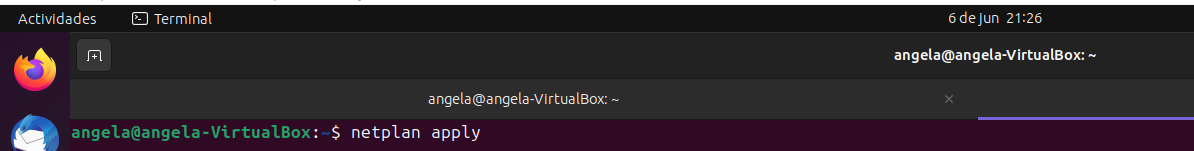 Actividades Terminal 6 de jun 21:26
angela@angela-VirtualBox: ~
angela@angela-VirtualBox: ~ ×
angela@angela-VirtualBox:~$ netplan apply